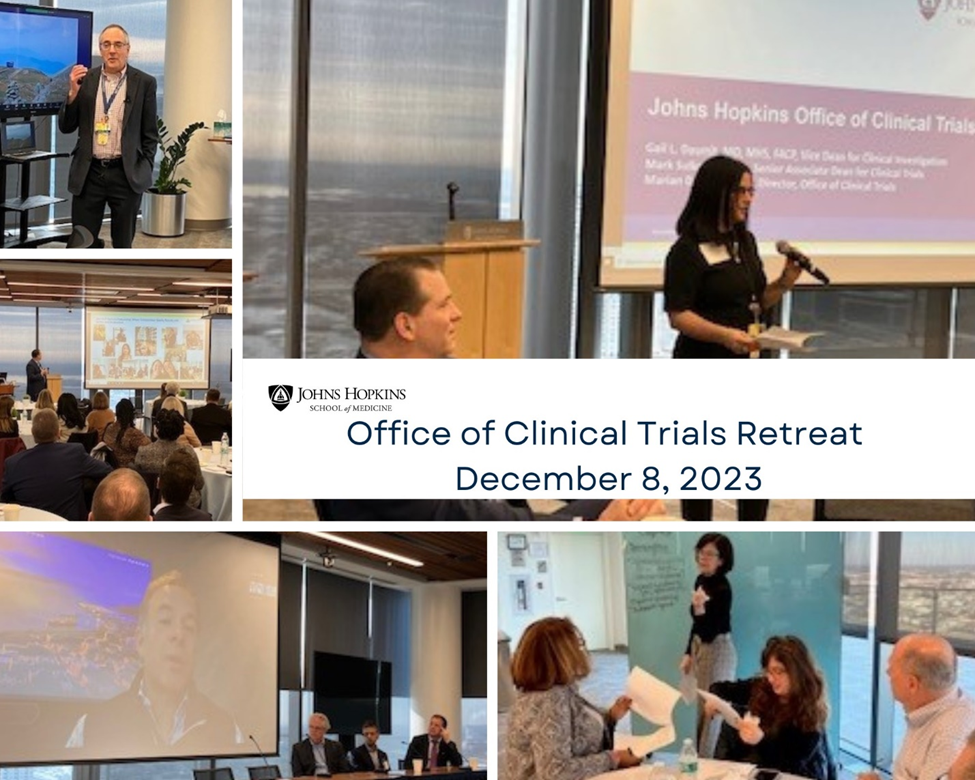 Johns Hopkins Office of Clinical Trials
Gail L. Daumit, MD, MHS, FACP, Vice Dean for Clinical Investigation
Mark Senior Associate Dean for Clinical Trials
Director, Office of Clinical Trials
JOHNS HOPKINS
SCHOOL of MEDICINE
Office of Clinical Trials Retreat
December 8, 2023